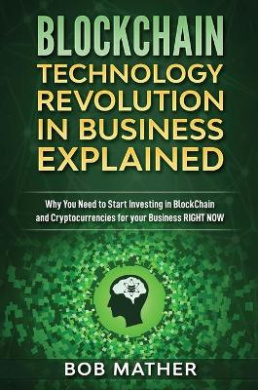 BLOCKCHAIN
TECHNOLOGY
REVOLUTION
IN BUSINESS
EXPLAINED
Why You Need to Start Investing in BlockChain
and Cryptocurrencies for your Business RIGHT NOW
BOB MATHER